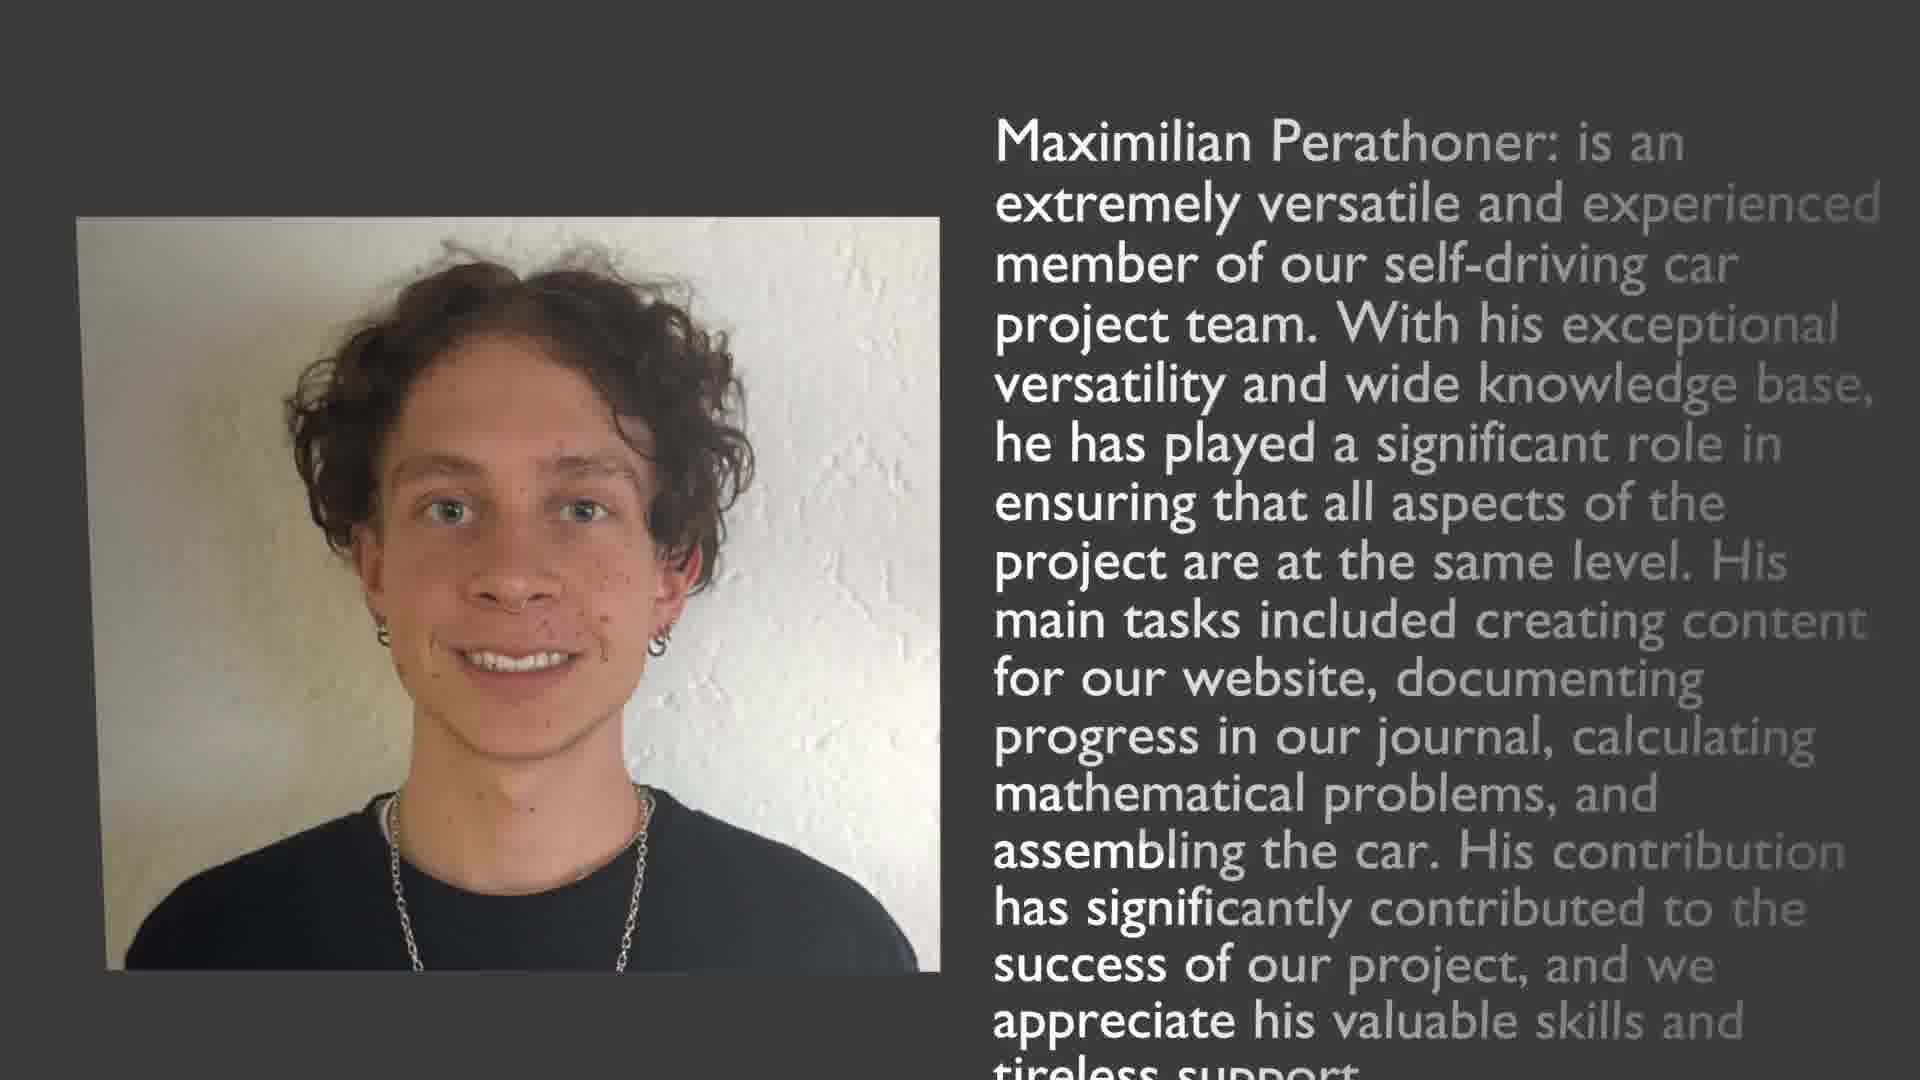 Maximilian Perathoner: is an
extremely versatile and experienced
member of our self-driving car
project team. With his exceptional
versatility and wide knowledge base,
he has played a significant role in
ensuring that all aspects of the
project are at the same level. His
main tasks included creating content
for our website, documenting
progress in our journal, calculating
mathematical problems, and
assembling the car. His contribution
has significantly contributed to the
success of our project, and we
appreciate his valuable skills and
tireless support